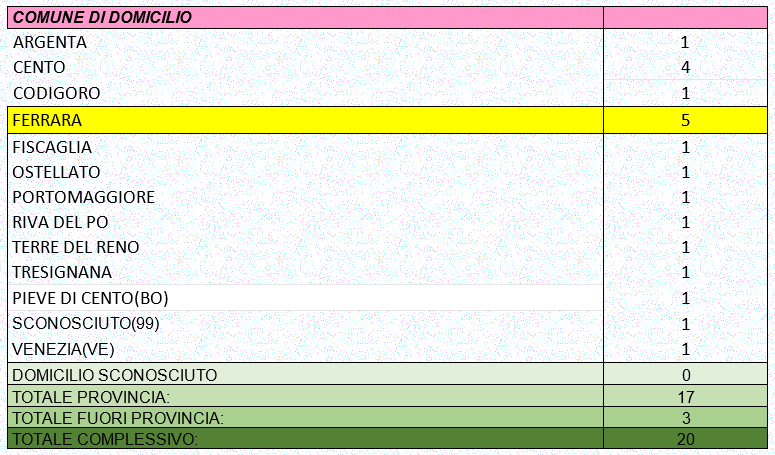 COMUNE DI DOMICILIO
ARGENTA 1
CENTO 4
CODIGORO 1
FERRARA 5
FISCAGLIA 1
OSTELLATO 1
PORTOMAGGIORE 1
RIVA DEL PO 1
TERRE DEL RENO 1
TRESIGNANA 1
PIEVE DI CENTO(BO) 1
SCONOSCIUTO(99) 1
VENEZIA(VE) 1
DOMICILIO SCONOSCIUTO 0
TOTALE PROVINCIA: 17
TOTALE FUORI PROVINCIA: 3
TOTALE COMPLESSIVO: 20